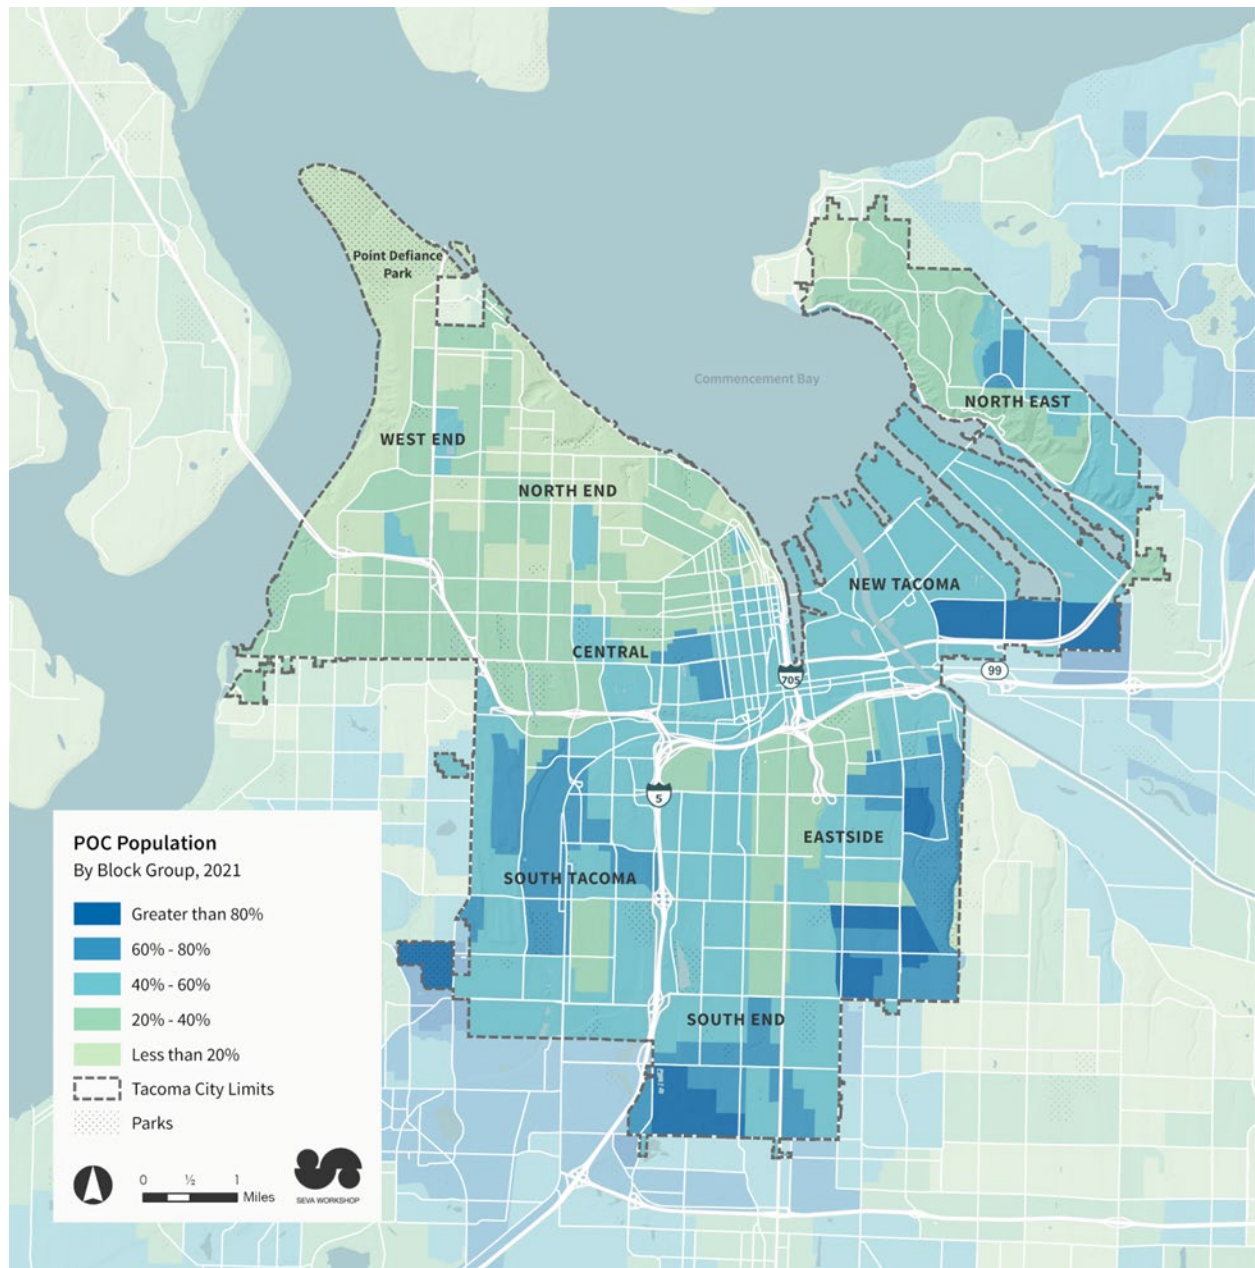 Point Defiance
Park
Commencement Bay
NORTH EAST
WEST END
NORTH END
NEW TACOMA
CENTRAL
705
99
5
EASTSIDE
SOUTH TACOMA
SOUTH END
POC Population
By Block Group, 2021
Greater than 80%
60% - 80%
40% - 60%
20% - 40%
Less than 20%
Tacoma City Limits
Parks
0 ½ 1
Miles
SEVA WORKSHOP